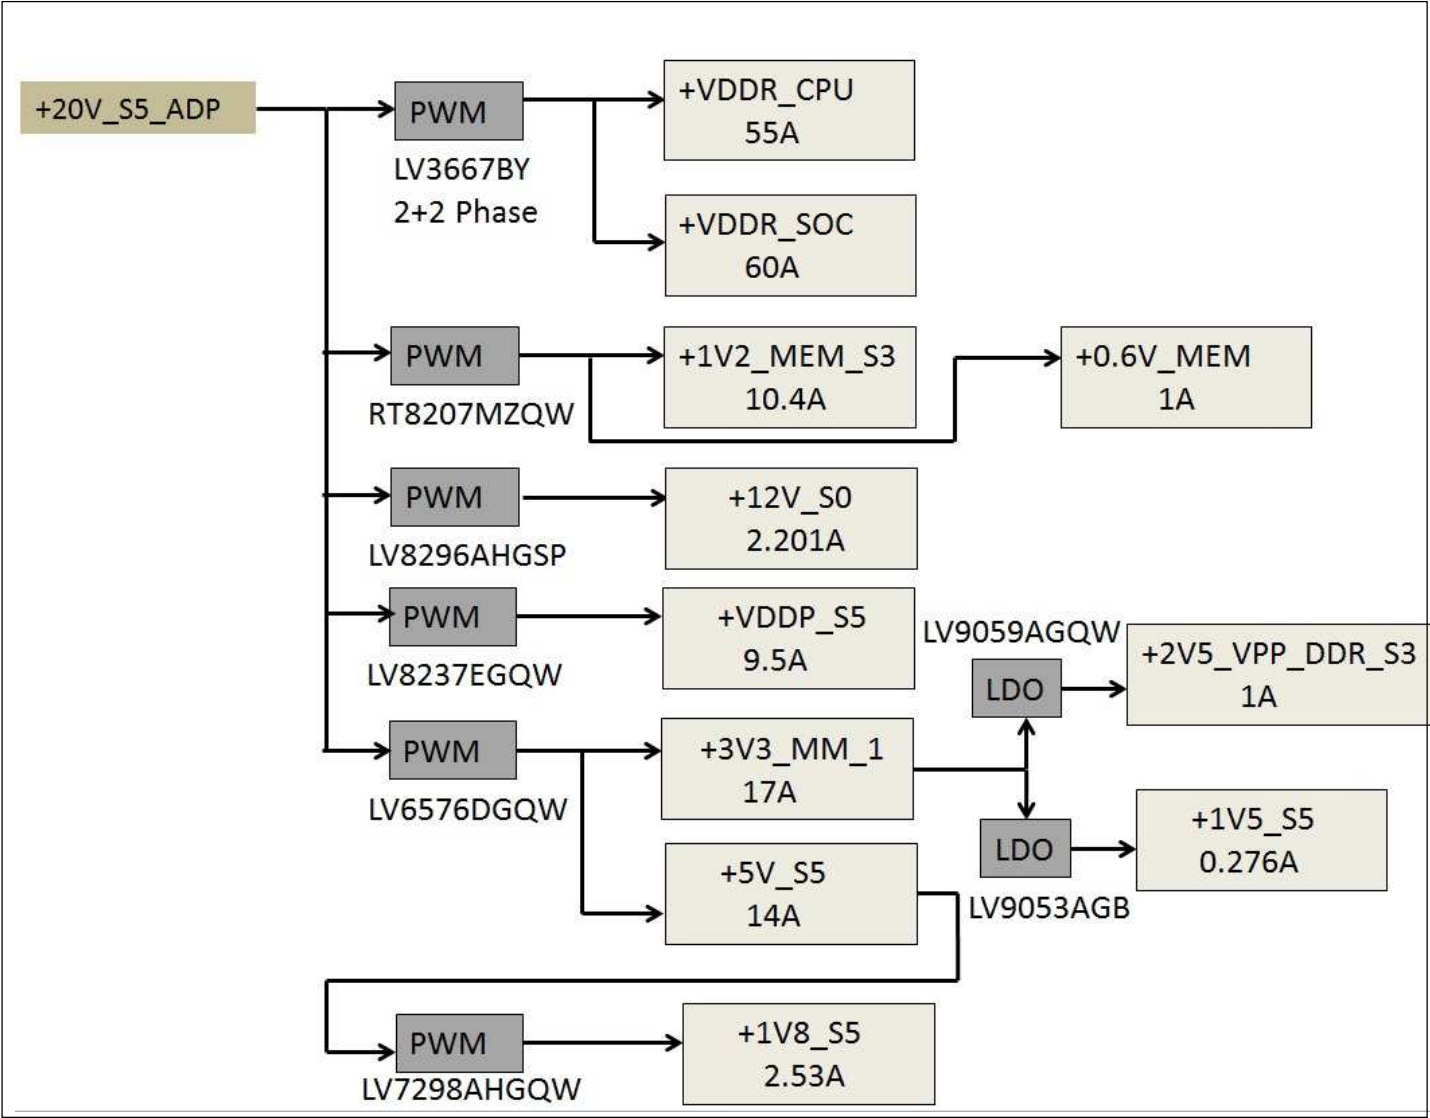 +20V_S5_ADP
PWM
LV3667BY
2+2 Phase
+VDDR_CPU
55A
+VDDR_SOC
60A
PWM
RT8207MZQW
+1V2_MEM_S3
10.4A
+0.6V_MEM
1A
PWM
LV8296AHGSP
+12V_S0
2.201A
PWM
LV8237EGQW
+VDDP_S5
9.5A
PWM
LV6576DGQW
+3V3_MM_1
17A
LV9059AGQW
LDO
+2V5_VPP_DDR_S3
1A
LDO
LV9053AGB
+1V5_S5
0.276A
+5V_S5
14A
PWM
LV7298AHGQW
+1V8_S5
2.53A